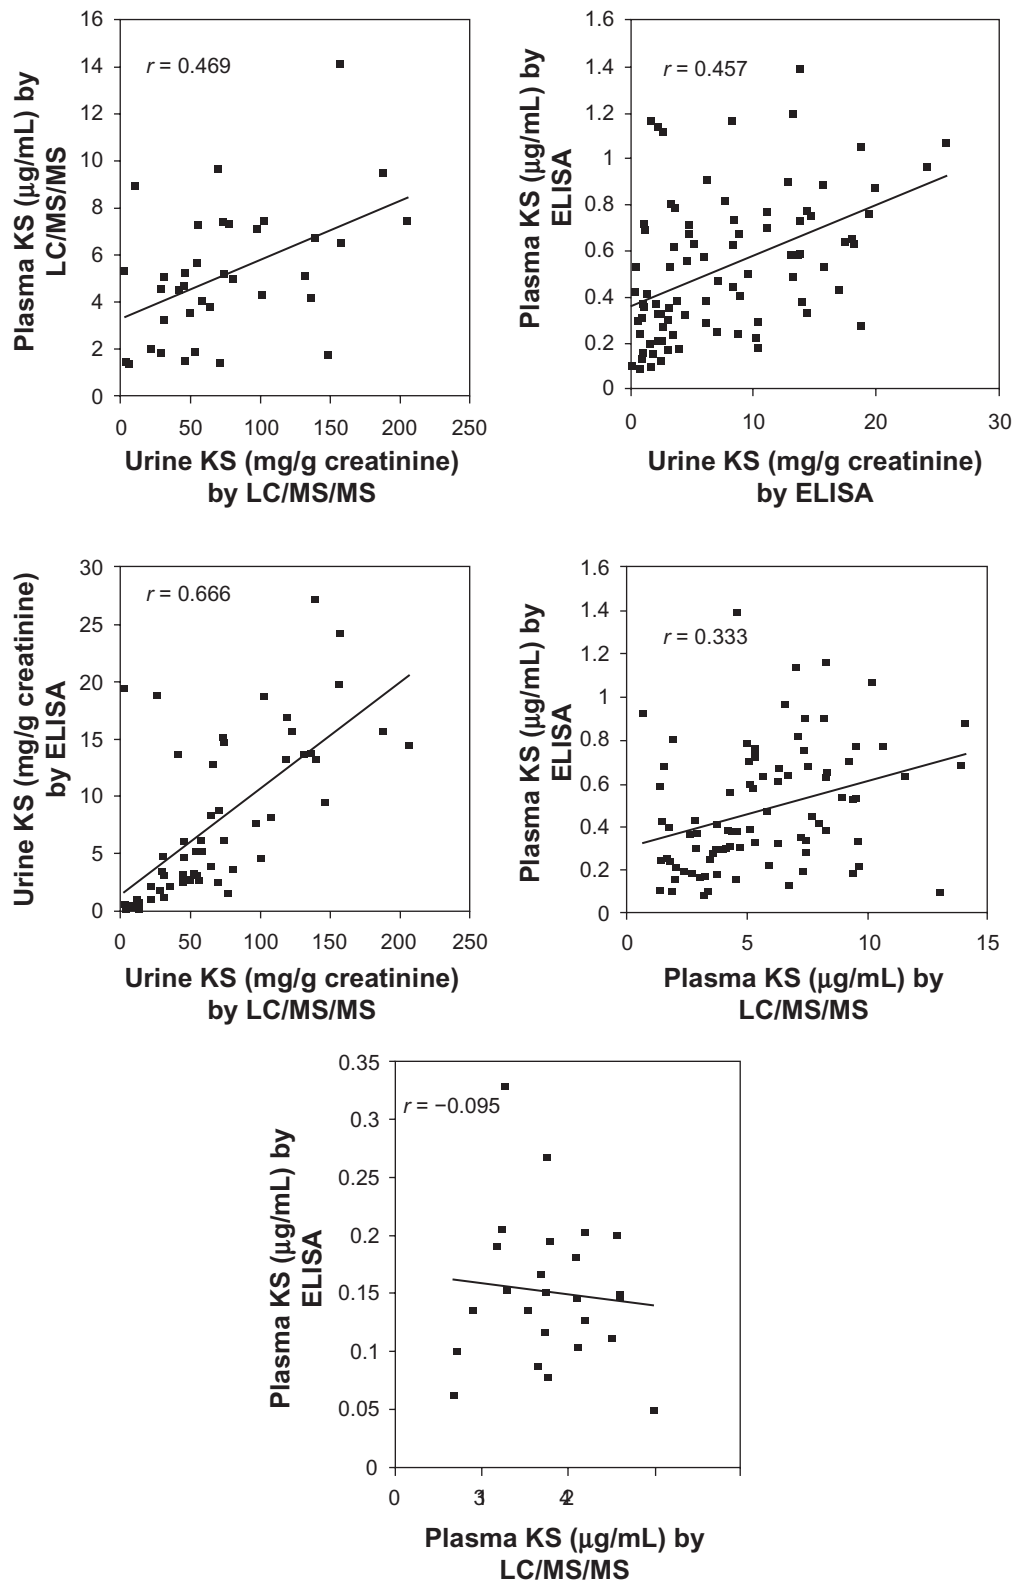 16
14
12
10
8
6
4
2
0
r = 0.469
Plasma KS (μg/mL) by
LC/MS/MS
0 50 100 150 200 250
Urine KS (mg/g creatinine)
by LC/MS/MS
1.6
1.4
1.2
1
0.8
0.6
0.4
0.2
0
r = 0.457
Plasma KS (μg/mL) by
ELISA
0 10 20 30
Urine KS (mg/g creatinine)
by ELISA
30
25
20
15
10
5
0
r = 0.666
Urine KS (mg/g creatinine)
by ELISA
0 50 100 150 200 250
Urine KS (mg/g creatinine)
by LC/MS/MS
1.6
1.4
1.2
1
0.8
0.6
0.4
0.2
0
r = 0.333
Plasma KS (μg/mL) by
ELISA
0 5 10 15
Plasma KS (μg/mL) by
LC/MS/MS
0.35
0.3
0.25
0.2
0.15
0.1
0.05
0
r = −0.095
Plasma KS (μg/mL) by
ELISA
0 31 42
Plasma KS (μg/mL) by
LC/MS/MS